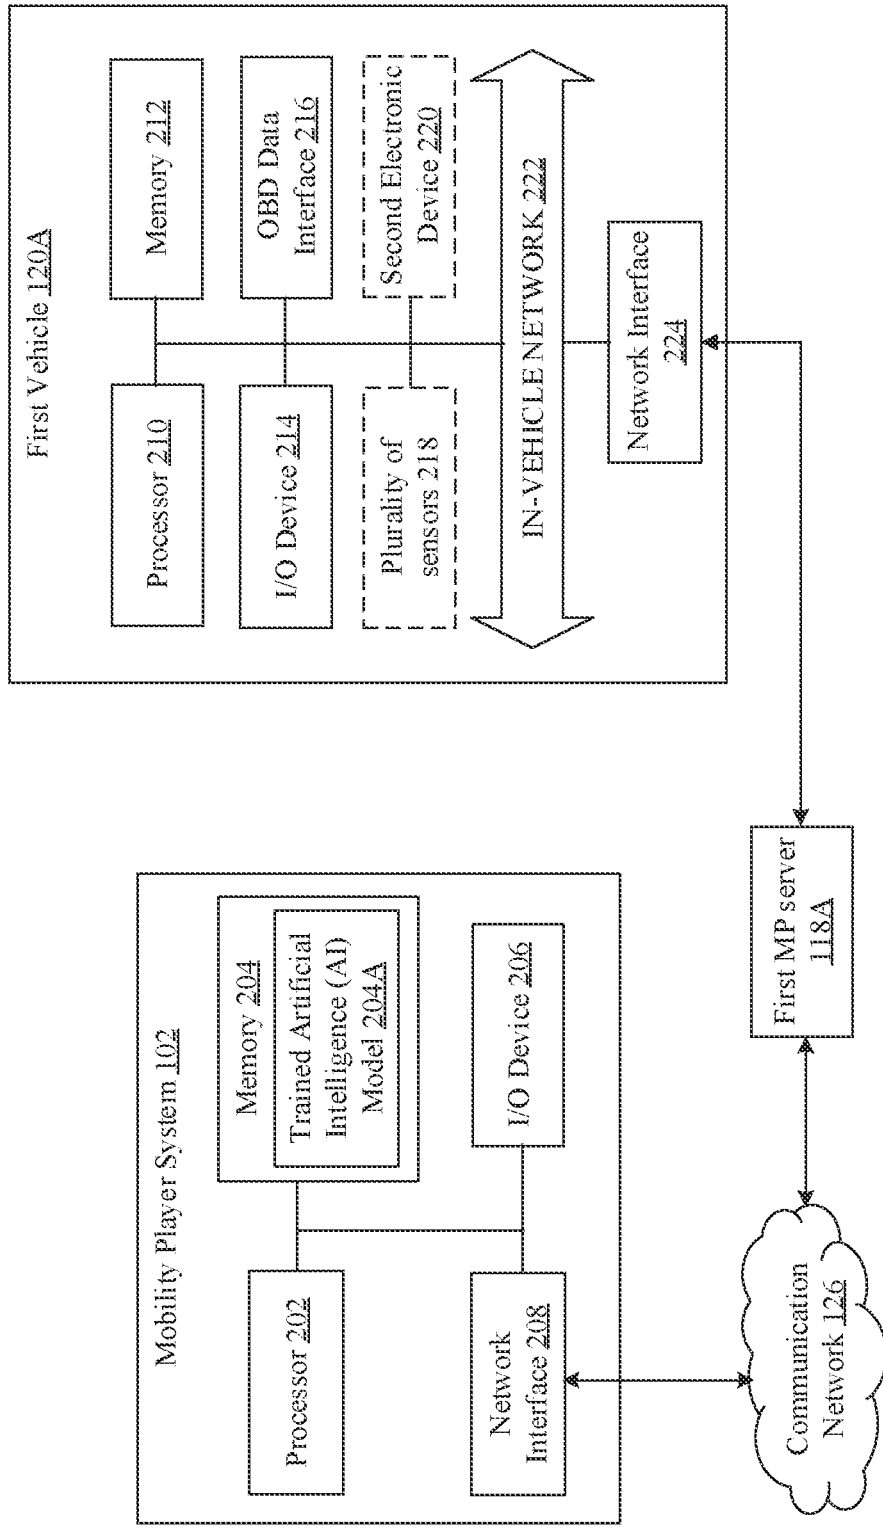 Mobility Player System 102
Processor 202
Memory 204
Trained Artificial
Intelligence (AI)
Model 204A
Network
Interface 208
I/O Device 206
Communication
Network 126
First MP server
118A
First Vehicle 120A
Processor 210
Memory 212
I/O Device 214
OBD Data
Interface 216
Plurality of
sensors 218
Second Electronic
Device 220
IN-VEHICLE NETWORK 222
Network Interface
224